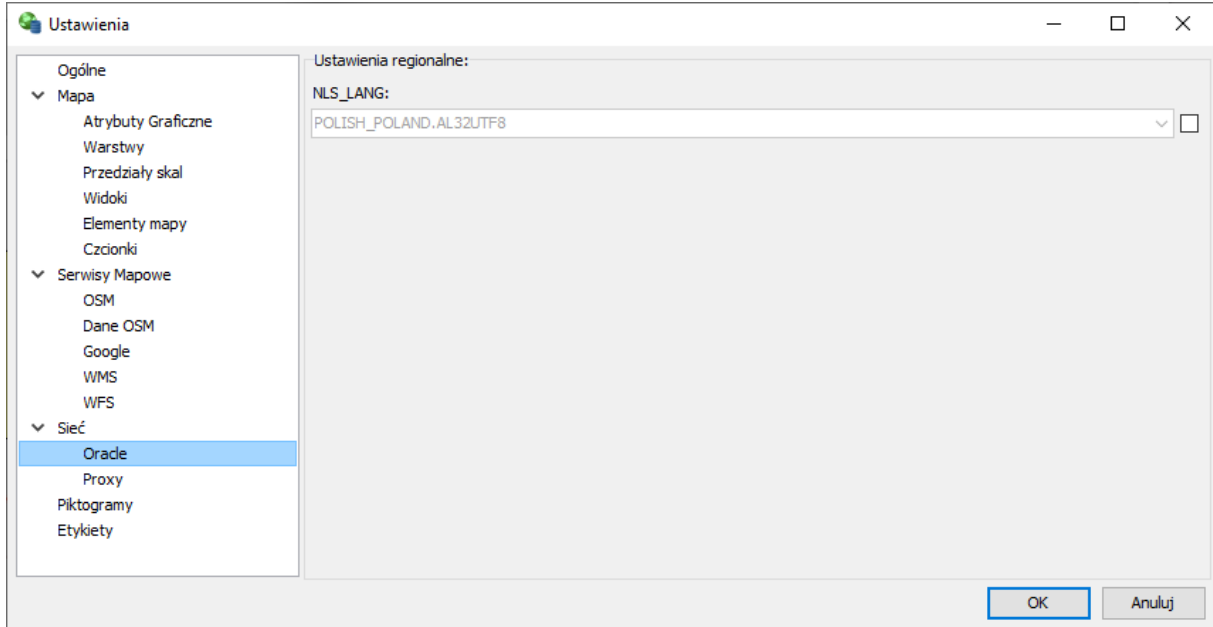 Ustawienia
Ogólne
Mapa
Atrybuty Graficzne
Warstwy
Przedziały skal
Widoki
Elementy mapy
Czcionki
Serwisy Mapowe
OSM
Dane OSM
Google
WMS
WFS
Sieć
Oracle
Proxy
Piktogramy
Etykiety
Ustawienia regionalne:
NLS_LANG:
POLISH_POLAND.AL32UTF8
OK
Anuluj